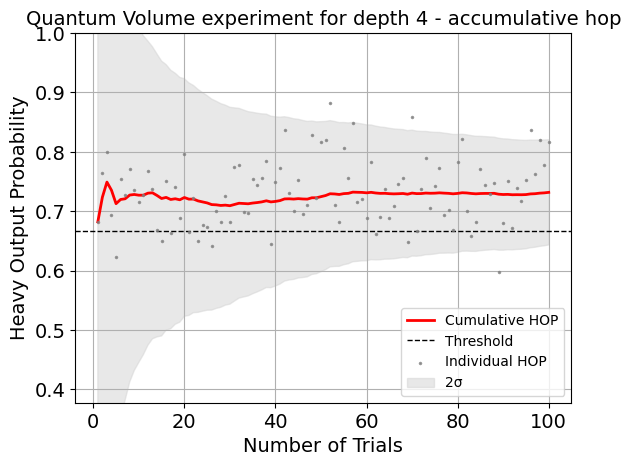 Quantum Volume experiment for depth 4 - accumulative hop
1.0
0.9
0.8
0.7
0.6
0.5
0.4
Heavy Output Probability
Cumulative HOP
Threshold
Individual HOP
2σ
0 20 40 60 80 100
Number of Trials